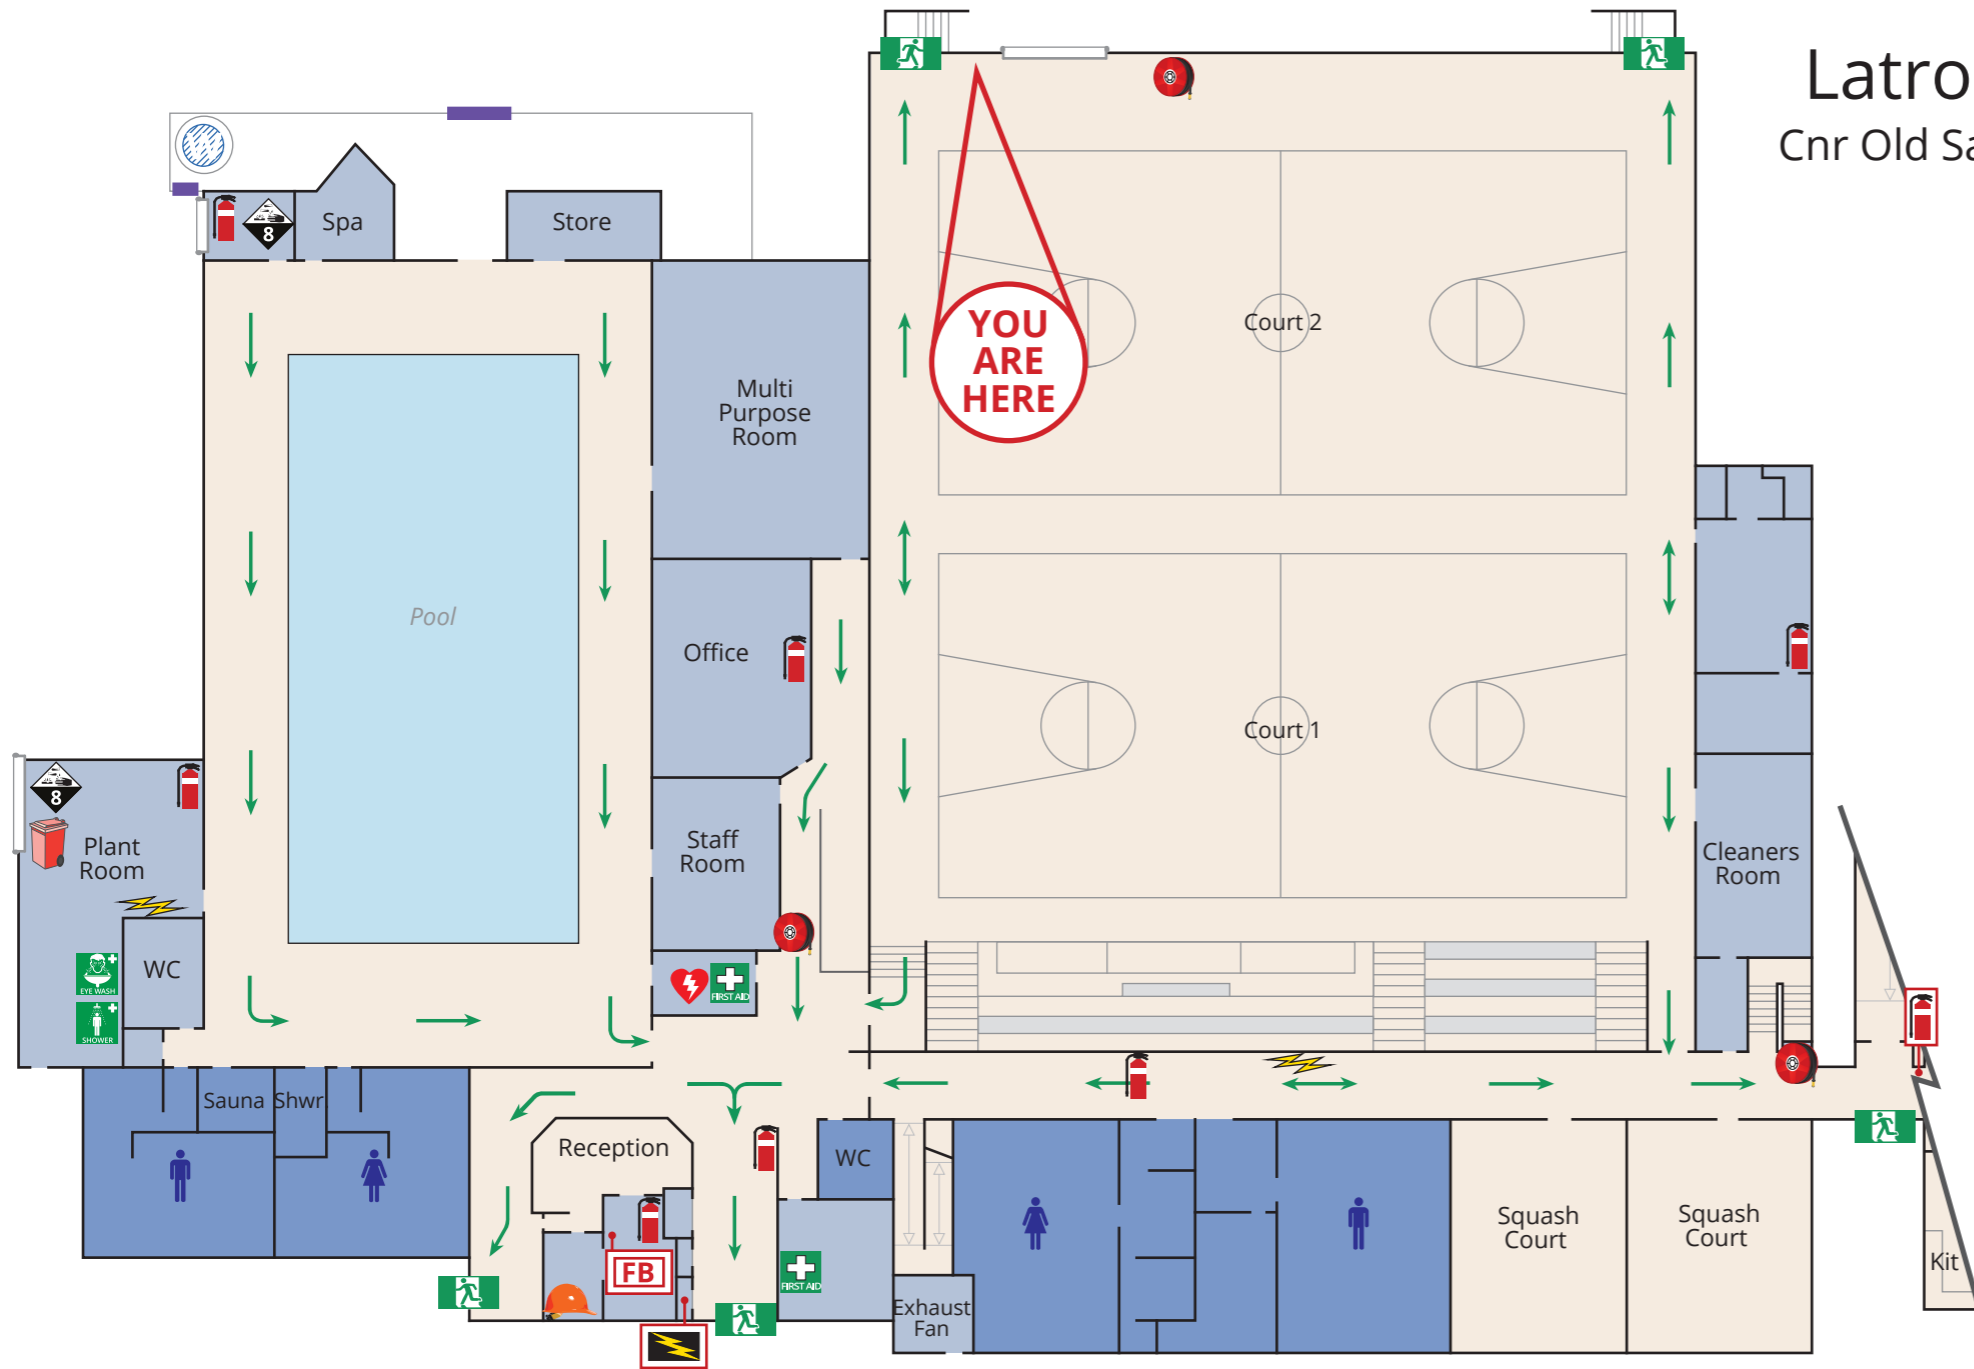 Latro
Cnr Old Sa
8
Spa
Store
YOU
ARE
HERE
Court 2
Multi
Purpose
Room
Pool
Office
Court 1
8
Plant
Room
Staff
Room
Cleaners
Room
WC
EYE WASH
FIRST AID
SHOWER
Sauna
Shwr
Reception
WC
Squash
Court
Squash
Court
FB
FIRST AID
Kit
Exhaust
Fan